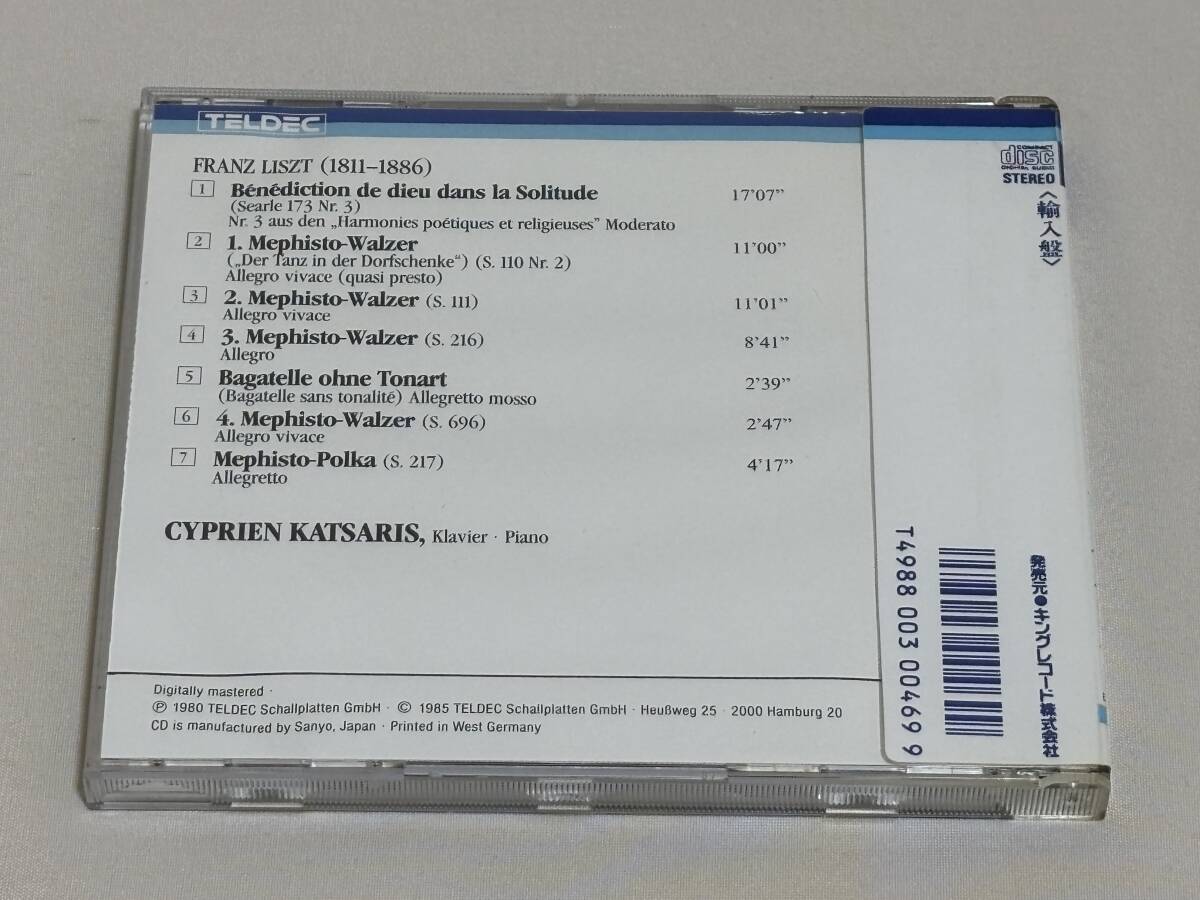 TELDEC
FRANZ LISZT (1811–1886)
1 Bénédiction de dieu dans la Solitude 17'07”
(Searle 173 Nr. 3)
Nr. 3 aus den „Harmonies poétiques et religieuses” Moderato
2 1. Mephisto-Walzer 11'00”
(„Der Tanz in der Dorfschenke“) (S. 110 Nr. 2)
Allegro vivace (quasi presto)
3 2. Mephisto-Walzer (S. 111) 11'01”
Allegro vivace
4 3. Mephisto-Walzer (S. 216) 8'41”
Allegro
5 Bagatelle ohne Tonart 2'39”
(Bagatelle sans tonalité) Allegretto mosso
6 4. Mephisto-Walzer (S. 696) 2'47”
Allegro vivace
7 Mephisto-Polka (S. 217) 4'17”
Allegretto
CYPRIEN KATSARIS, Klavier · Piano
Digitally mastered ·
℗ 1980 TELDEC Schallplatten GmbH · © 1985 TELDEC Schallplatten GmbH · Heußweg 25 · 2000 Hamburg 20
CD is manufactured by Sanyo, Japan · Printed in West Germany
COMPACT
disc
DIGITAL AUDIO
STEREO
〈輸入盤〉
T4988 003 00469 9
発売元●キングレコード株式会社